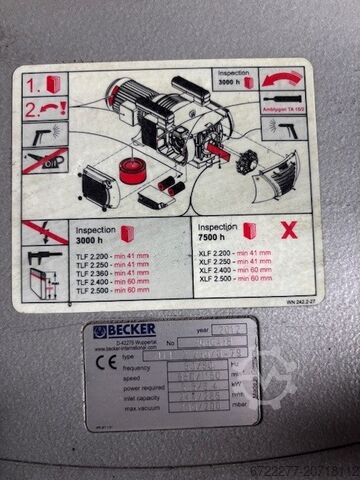 1.
2.
Inspection
3000 h
Amblygon TA 15/2
OIL
Inspection
3000 h
TLF 2.200 - min 41 mm
TLF 2.250 - min 41 mm
TLF 2.360 - min 41 mm
TLF 2.400 - min 60 mm
TLF 2.500 - min 60 mm
Inspection
7500 h
X
XLF 2.200 - min 41 mm
XLF 2.250 - min 41 mm
XLF 2.400 - min 60 mm
XLF 2.500 - min 60 mm
WN 242.2-27
BECKER
D-42279 Wuppertal
www.becker-international.com
year
No
type
frequency
speed
power required
kW
inlet capacity
max.vacuum
mbar
6722277-207181112